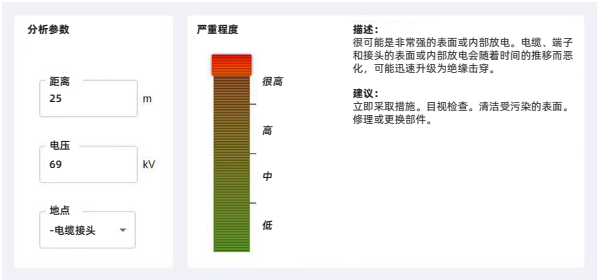 分析参数
距离
25 m
电压
69 kV
地点
-电缆接头
严重程度
很高
高
中
低
描述：
很可能是非常强的表面或内部放电。电缆、端子
和接头的表面或内部放电会随着时间的推移而恶
化，可能迅速升级为绝缘击穿。
建议：
立即采取措施。目视检查。清洁受污染的表面。
修理或更换部件。